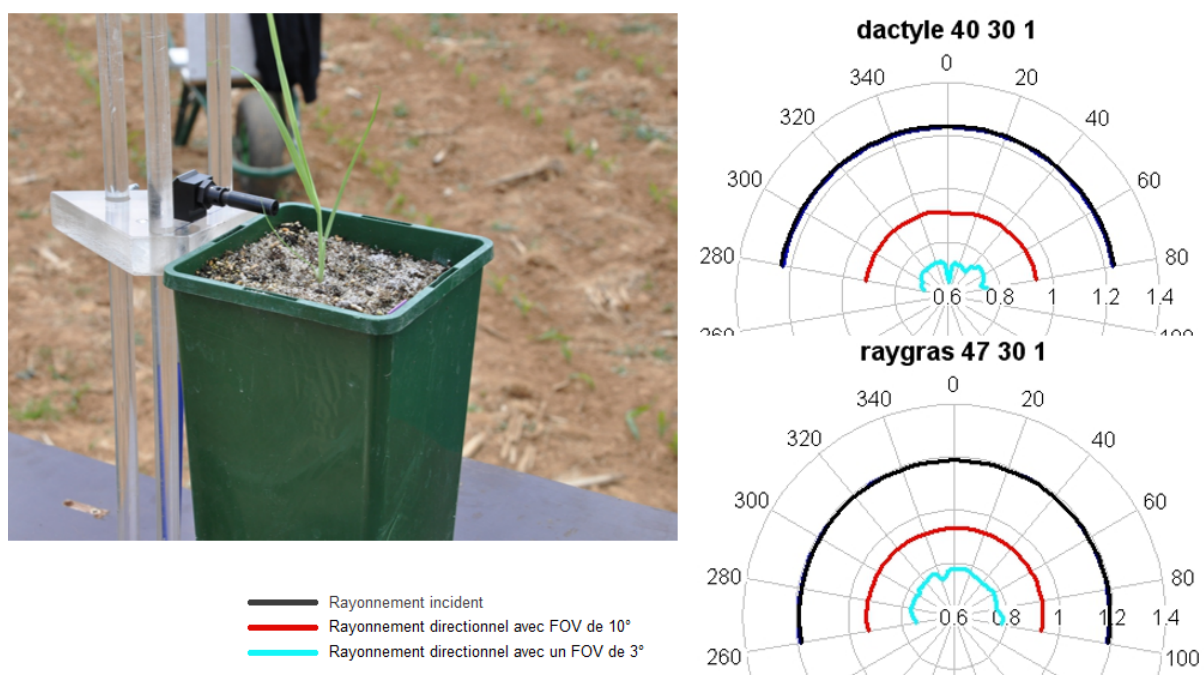 dactyle 40 30 1
0
340 20
320 40
300 60
280 80
0.6 0.8 1 1.2 1.4
260 100
raygras 47 30 1
0
340 20
320 40
300 60
280 80
0.6 0.8 1 1.2 1.4
260 100
Rayonnement incident
Rayonnement directionnel avec FOV de 10°
Rayonnement directionnel avec un FOV de 3°